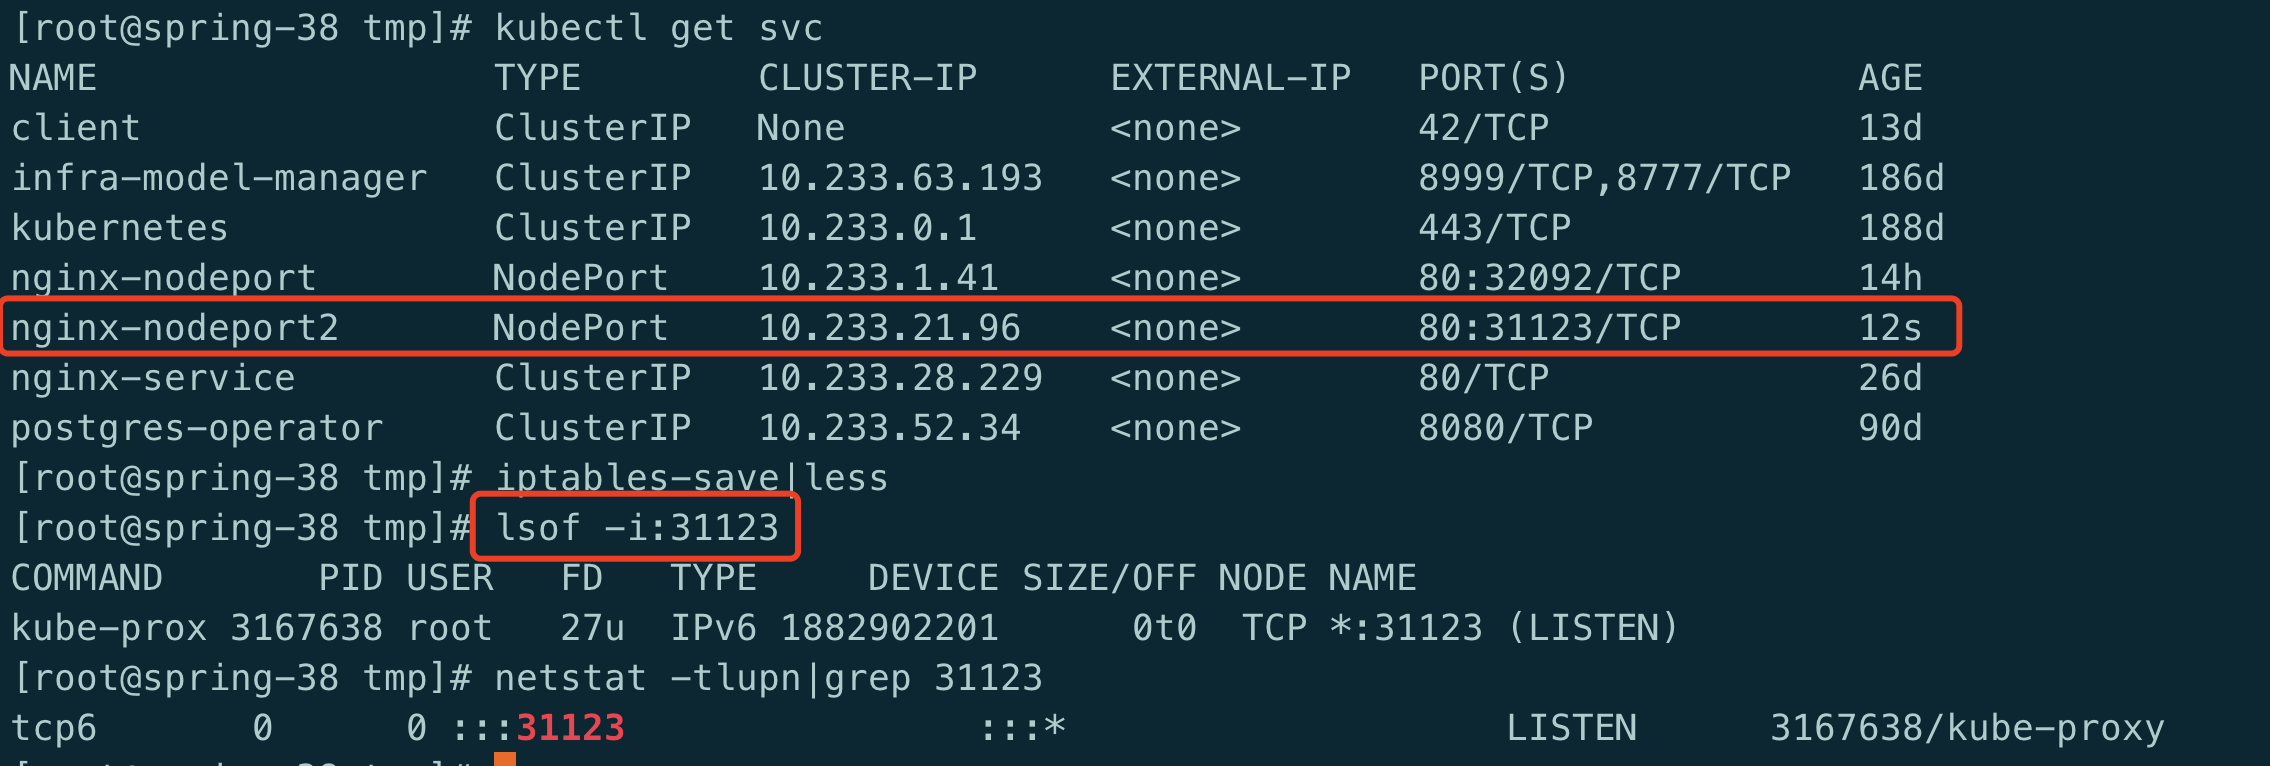 [root@spring-38 tmp]# kubectl get svc
NAME TYPE CLUSTER-IP EXTERNAL-IP PORT(S) AGE
client ClusterIP None <none> 42/TCP 13d
infra-model-manager ClusterIP 10.233.63.193 <none> 8999/TCP,8777/TCP 186d
kubernetes ClusterIP 10.233.0.1 <none> 443/TCP 188d
nginx-nodeport NodePort 10.233.1.41 <none> 80:32092/TCP 14h
nginx-nodeport2 NodePort 10.233.21.96 <none> 80:31123/TCP 12s
nginx-service ClusterIP 10.233.28.229 <none> 80/TCP 26d
postgres-operator ClusterIP 10.233.52.34 <none> 8080/TCP 90d
[root@spring-38 tmp]# iptables-save|less
[root@spring-38 tmp]# lsof -i:31123
COMMAND PID USER FD TYPE DEVICE SIZE/OFF NODE NAME
kube-prox 3167638 root 27u IPv6 1882902201 0t0 TCP *:31123 (LISTEN)
[root@spring-38 tmp]# netstat -tlupn|grep 31123
tcp6 0 0 :::31123 :::* LISTEN 3167638/kube-proxy